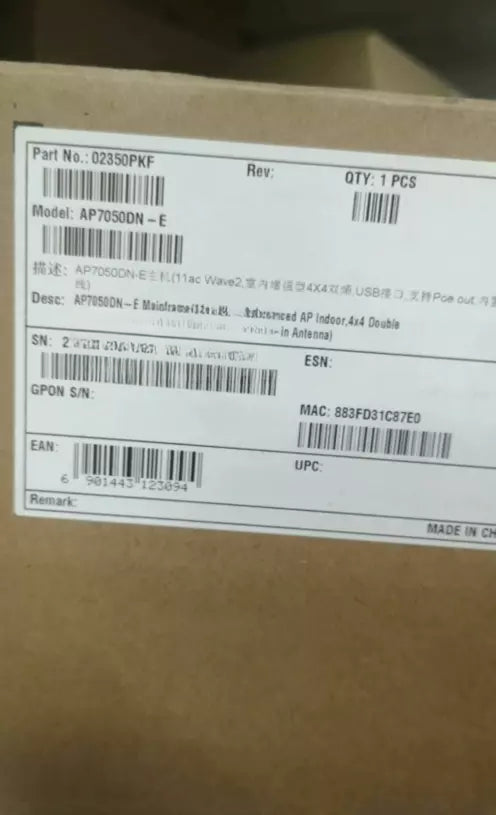 Part No.: 02350PKF
Rev:
QTY: 1 PCS
Model: AP7050DN-E
描述: AP7050DN-E主机(11ac Wave2,室内增强型4X4双频,USB接口,支持Poe out,内置
线)
Desc: AP7050DN-E Mainframe(11ac AP Indoor,4x4 Double
in Antenna)
SN: 2
ESN:
GPON S/N:
MAC: 883FD31C87E0
EAN:
6 901443 123094
UPC:
Remark:
MADE IN CH